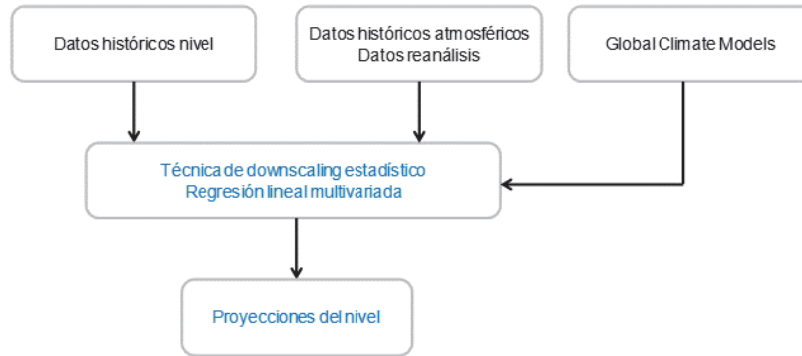 Datos históricos nivel
Datos históricos atmosféricos
Datos reanálisis
Global Climate Models
Técnica de downscaling estadístico
Regresión lineal multivariada
Proyecciones del nivel